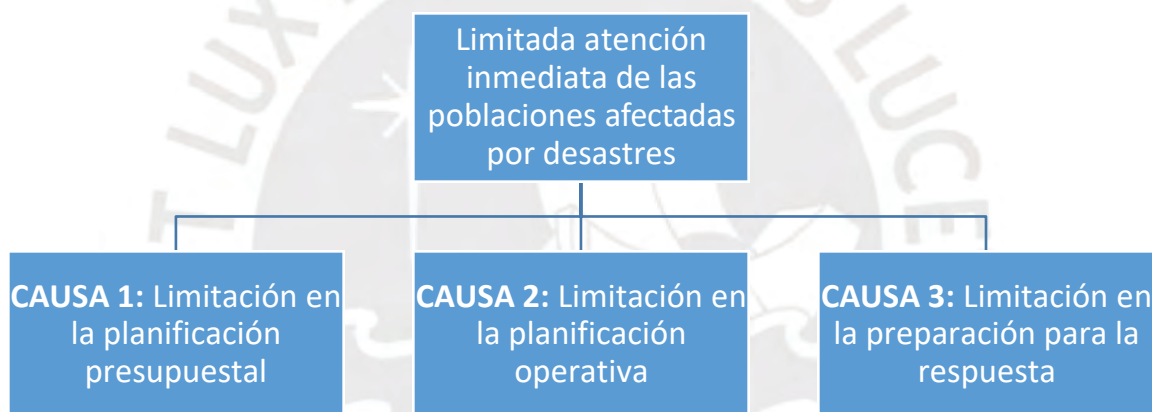 Limitada atención
inmediata de las
poblaciones afectadas
por desastres
CAUSA 1: Limitación en
la planificación
presupuestal
CAUSA 2: Limitación en
la planificación
operativa
CAUSA 3: Limitación en
la preparación para la
respuesta